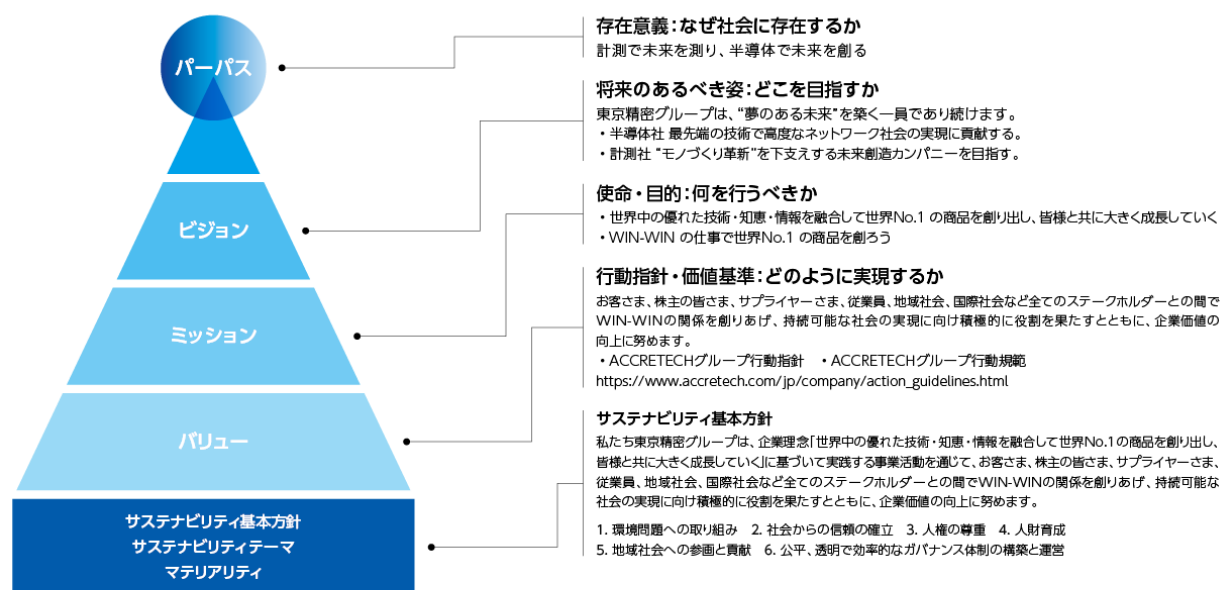 パーパス
存在意義：なぜ社会に存在するか
計測で未来を測り、半導体で未来を創る
将来のあるべき姿：どこを目指すか
東京精密グループは、“夢のある未来”を築く一員であり続けます。
・半導体社 最先端の技術で高度なネットワーク社会の実現に貢献する。
・計測社 “モノづくり革新”を下支えする未来創造カンパニーを目指す。
ビジョン
使命・目的：何を行うべきか
・世界中の優れた技術・知恵・情報を融合して世界No.1 の商品を創り出し、皆様と共に大きく成長していく
・WIN-WIN の仕事で世界No.1 の商品を創ろう
ミッション
行動指針・価値基準：どのように実現するか
お客さま、株主の皆さま、サプライヤーさま、従業員、地域社会、国際社会など全てのステークホルダーとの間で
WIN-WINの関係を創りあげ、持続可能な社会の実現に向け積極的に役割を果たすとともに、企業価値の
向上に努めます。
・ACCRETECHグループ行動指針　・ACCRETECHグループ行動規範
https://www.accretech.com/jp/company/action_guidelines.html
バリュー
サステナビリティ基本方針
私たち東京精密グループは、企業理念「世界中の優れた技術・知恵・情報を融合して世界No.1の商品を創り出し、
皆様と共に大きく成長していく」に基づいて実践する事業活動を通じて、お客さま、株主の皆さま、サプライヤーさま、
従業員、地域社会、国際社会など全てのステークホルダーとの間でWIN-WINの関係を創りあげ、持続可能な
社会の実現に向け積極的に役割を果たすとともに、企業価値の向上に努めます。
1. 環境問題への取り組み　2. 社会からの信頼の確立　3. 人権の尊重　4. 人財育成
5. 地域社会への参画と貢献　6. 公平、透明で効率的なガバナンス体制の構築と運営
サステナビリティ基本方針
サステナビリティテーマ
マテリアリティ